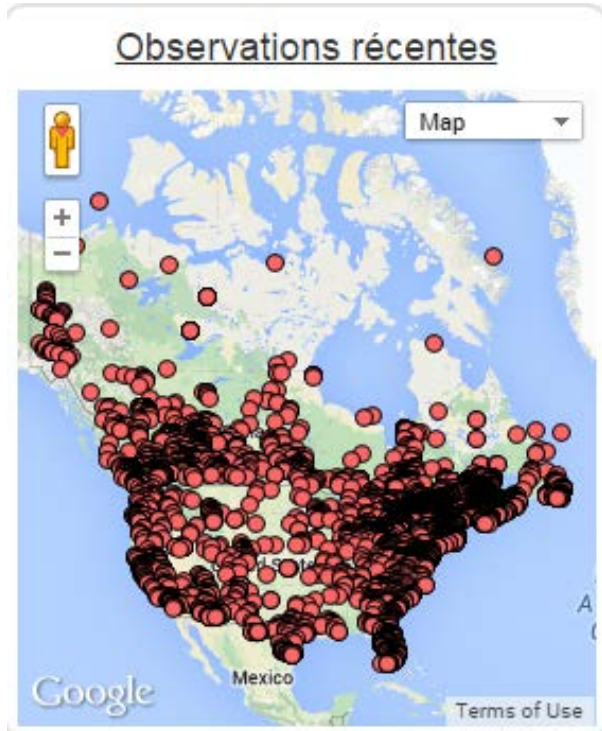 Observations récentes
Map
+
−
Mexico
Google
Terms of Use